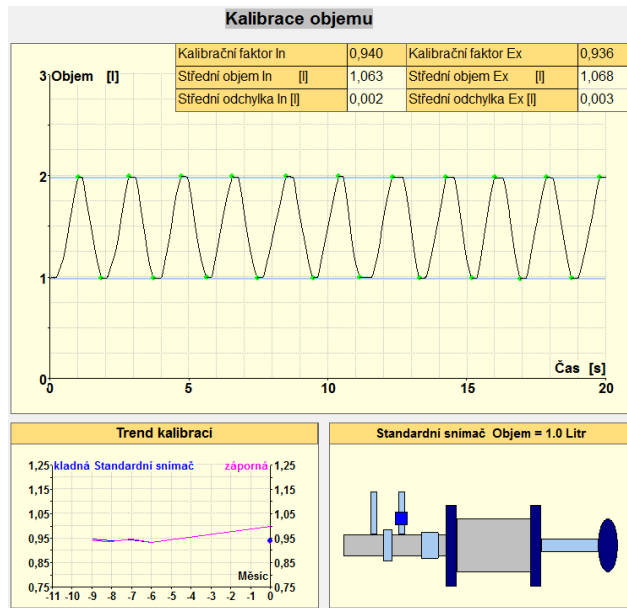 Kalibrace objemu
Kalibrační faktor In 0,940 Kalibrační faktor Ex 0,936
Střední objem In [l] 1,063 Střední objem Ex [l] 1,068
Střední odchylka In [l] 0,002 Střední odchylka Ex [l] 0,003
3 Objem [l]
2
1
0
Čas [s]
0 5 10 15 20
Trend kalibrací
1,25 kladná Standardní snímač záporná 1,25
1,15 1,15
1,05 1,05
0,95 0,95
0,85 0,85
Měsíc
0,75 0,75
-11 -10 -9 -8 -7 -6 -5 -4 -3 -2 -1 0
Standardní snímač Objem = 1.0 Litr